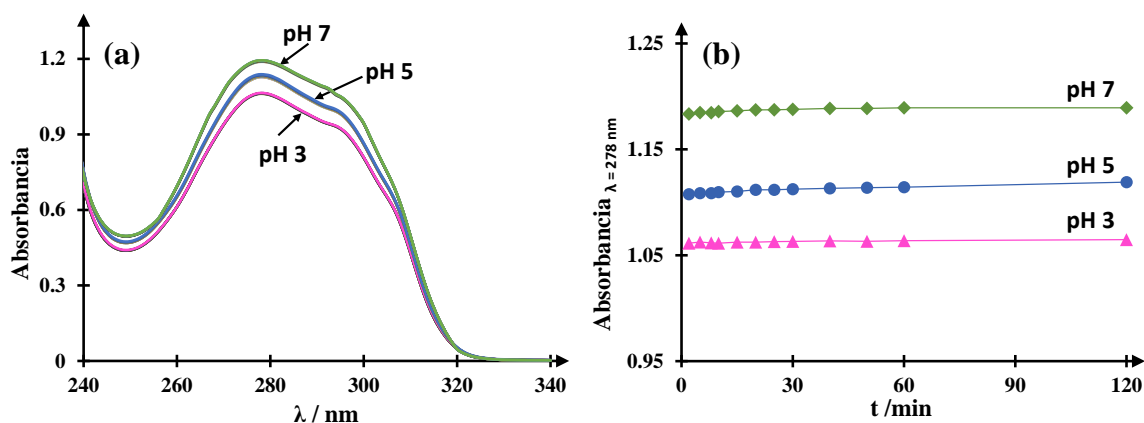 (a)
pH 7
pH 5
pH 3
Absorbancia
1.2
0.9
0.6
0.3
0
240 260 280 300 320 340
λ / nm
(b)
pH 7
pH 5
pH 3
Absorbancia λ = 278 nm
1.25
1.15
1.05
0.95
0 30 60 90 120
t /min